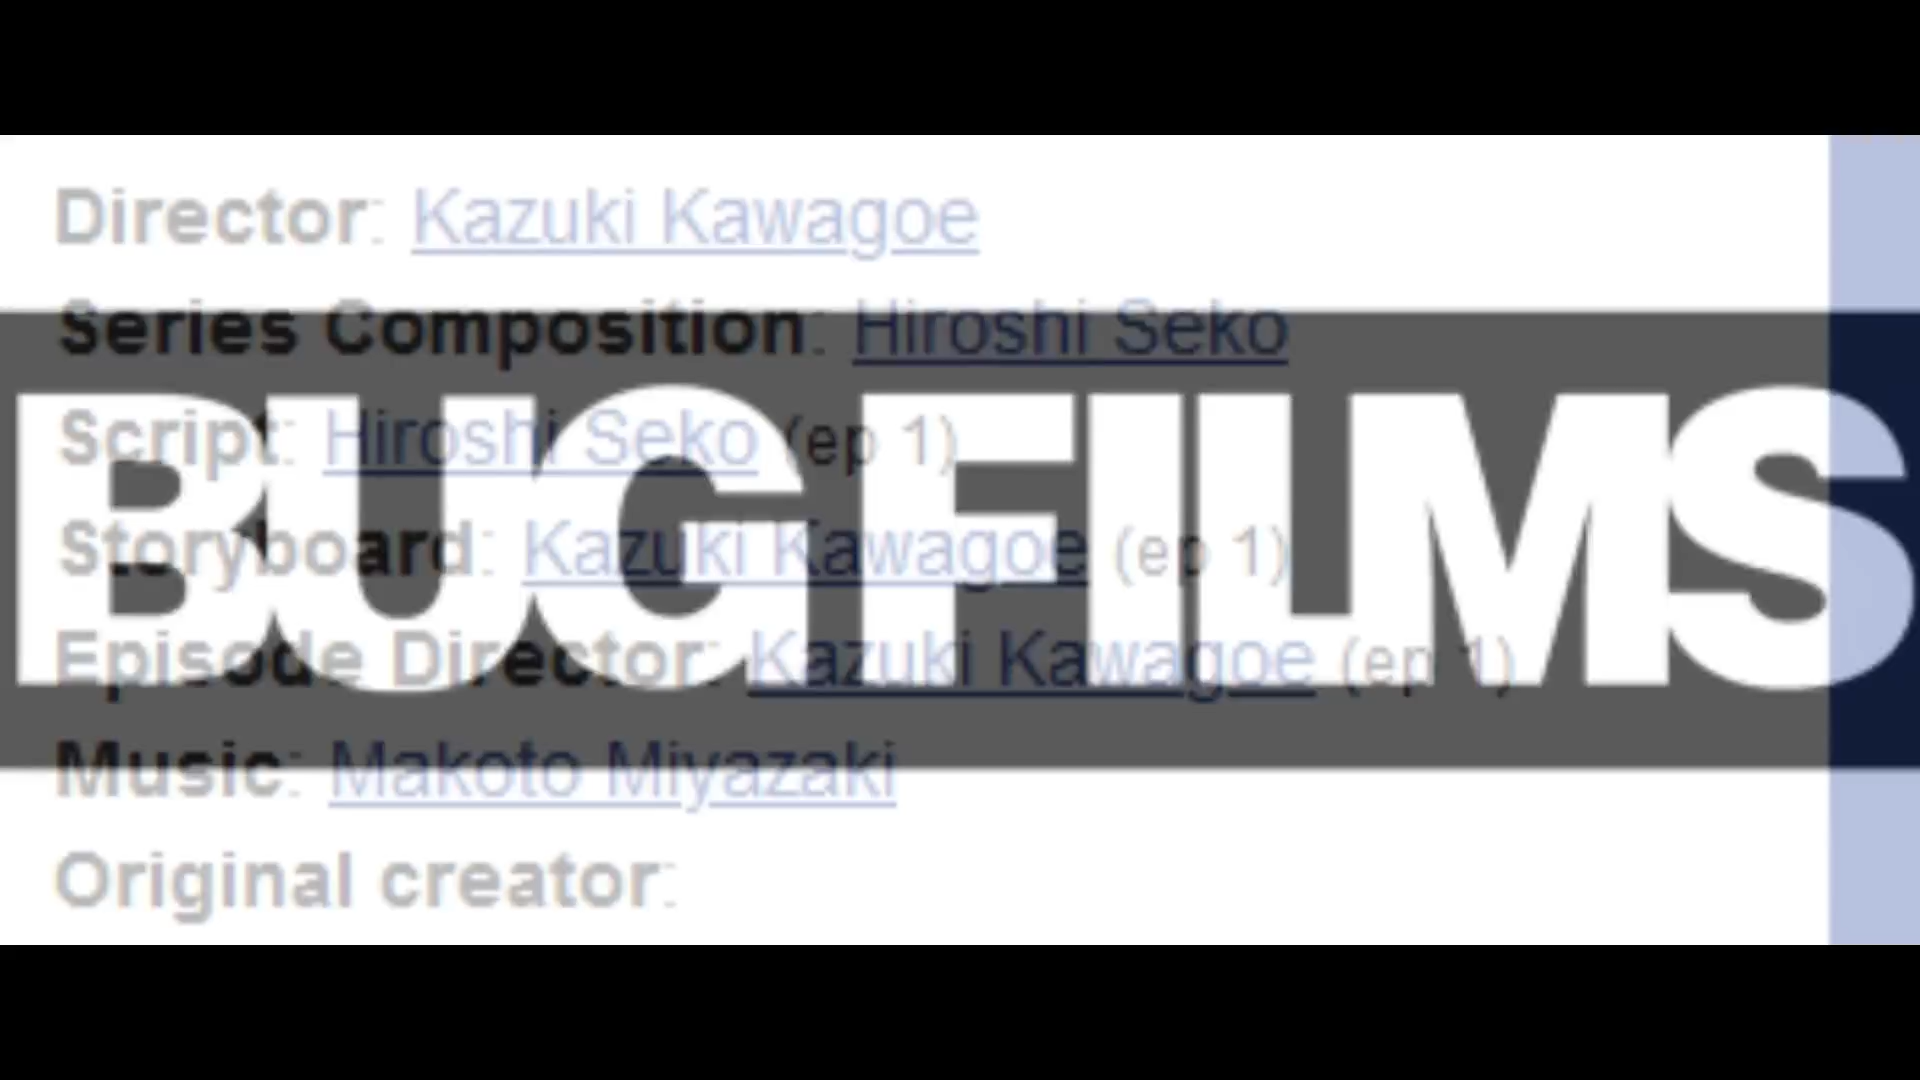 Director: Kazuki Kawagoe
Series Composition: Hiroshi Seko
Script: Hiroshi Seko (ep 1)
Storyboard: Kazuki Kawagoe (ep 1)
Episode Director: Kazuki Kawagoe (ep 1)
Music: Makoto Miyazaki
Original creator:
BUG FILMS